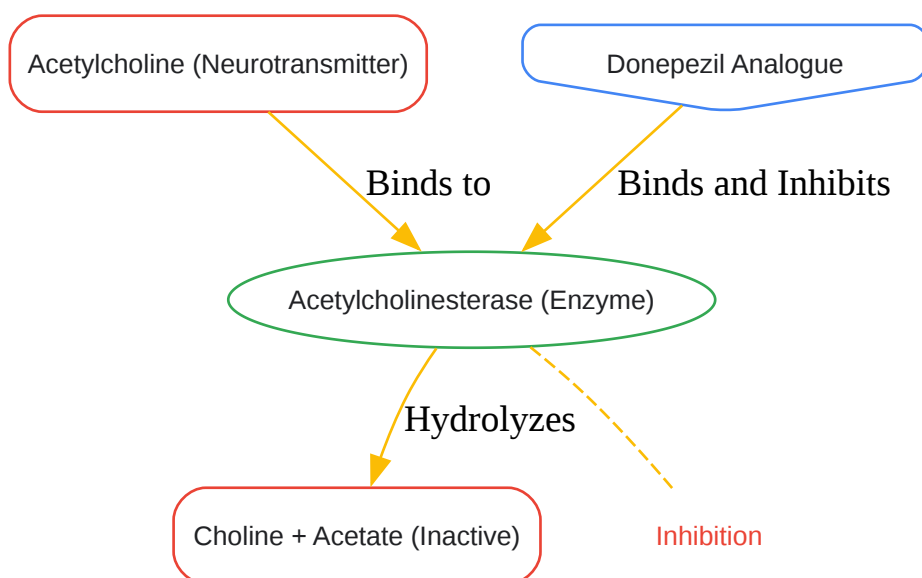 Acetylcholine (Neurotransmitter)
Donepezil Analogue
Binds to
Binds and Inhibits
Acetylcholinesterase (Enzyme)
Hydrolyzes
Choline + Acetate (Inactive)
Inhibition